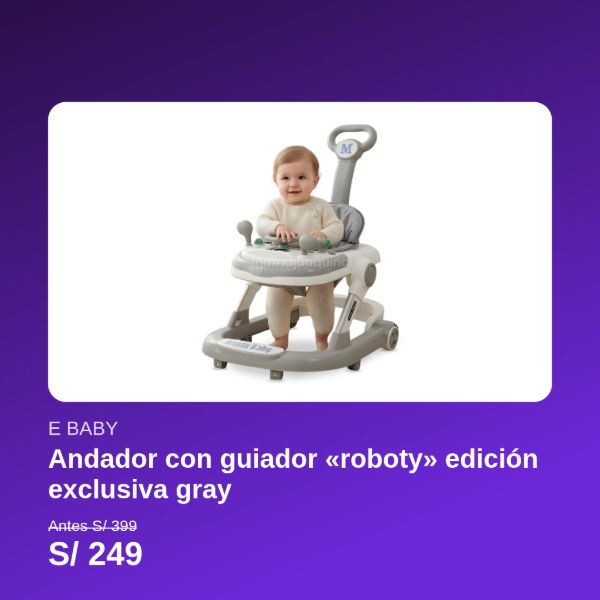 M
E BABY
Andador con guiador «roboty» edición
exclusiva gray
Antes S/ 399
S/ 249